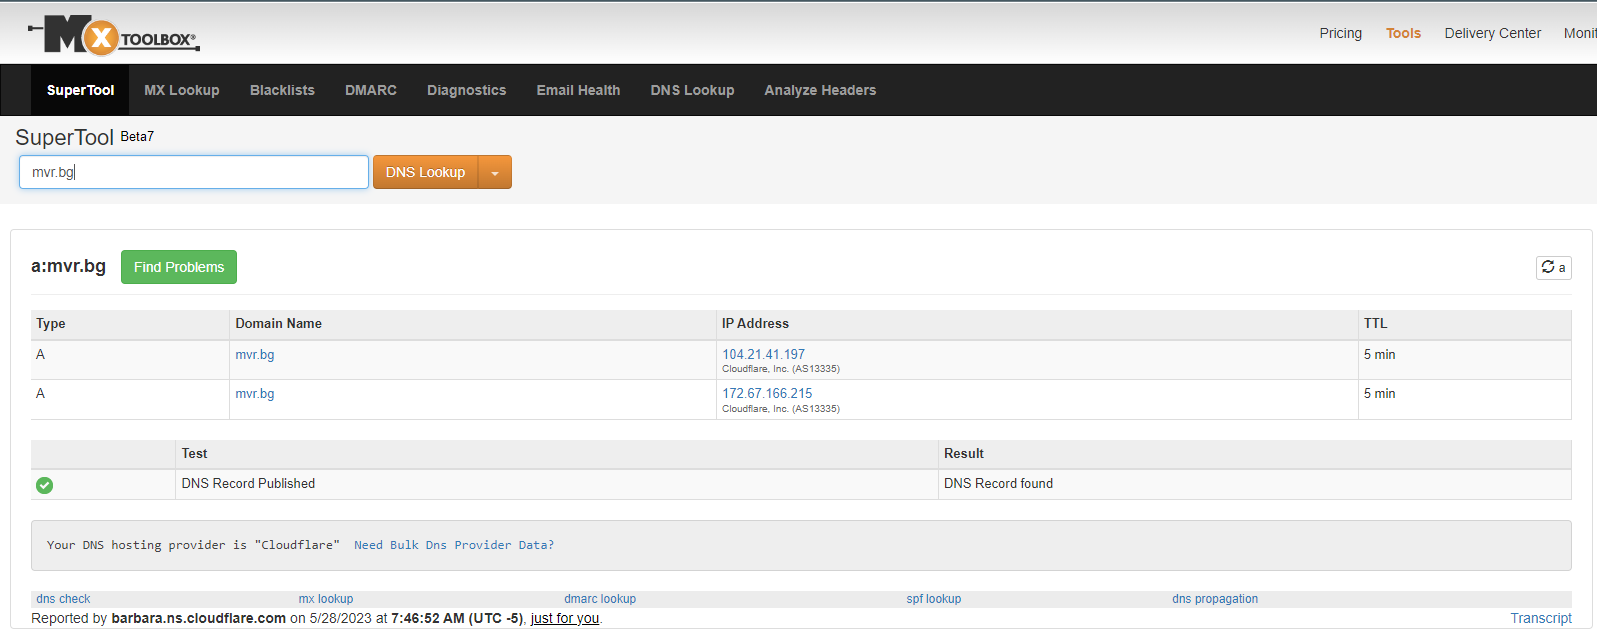 MX TOOLBOX®
Pricing Tools Delivery Center Monit
SuperTool MX Lookup Blacklists DMARC Diagnostics Email Health DNS Lookup Analyze Headers
SuperTool Beta7
mvr.bg DNS Lookup
a:mvr.bg Find Problems a
Type Domain Name IP Address TTL
A mvr.bg 104.21.41.197 5 min
Cloudflare, Inc. (AS13335)
A mvr.bg 172.67.166.215 5 min
Cloudflare, Inc. (AS13335)
Test Result
DNS Record Published DNS Record found
Your DNS hosting provider is "Cloudflare" Need Bulk Dns Provider Data?
dns check mx lookup dmarc lookup spf lookup dns propagation
Reported by barbara.ns.cloudflare.com on 5/28/2023 at 7:46:52 AM (UTC -5), just for you. Transcript